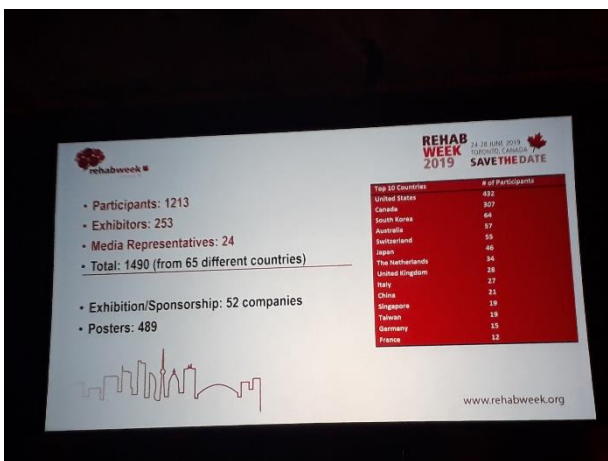 rehabweek
REHAB
WEEK
2019
24-28 JUNE 2019
TORONTO, CANADA
SAVE THE DATE
• Participants: 1213
• Exhibitors: 253
• Media Representatives: 24
• Total: 1490 (from 65 different countries)
• Exhibition/Sponsorship: 52 companies
• Posters: 489
Top 10 Countries # of Participants
United States 432
Canada 307
South Korea 64
Australia 57
Switzerland 55
Japan 46
The Netherlands 34
United Kingdom 28
Italy 27
China 21
Singapore 19
Taiwan 19
Germany 15
France 12
www.rehabweek.org